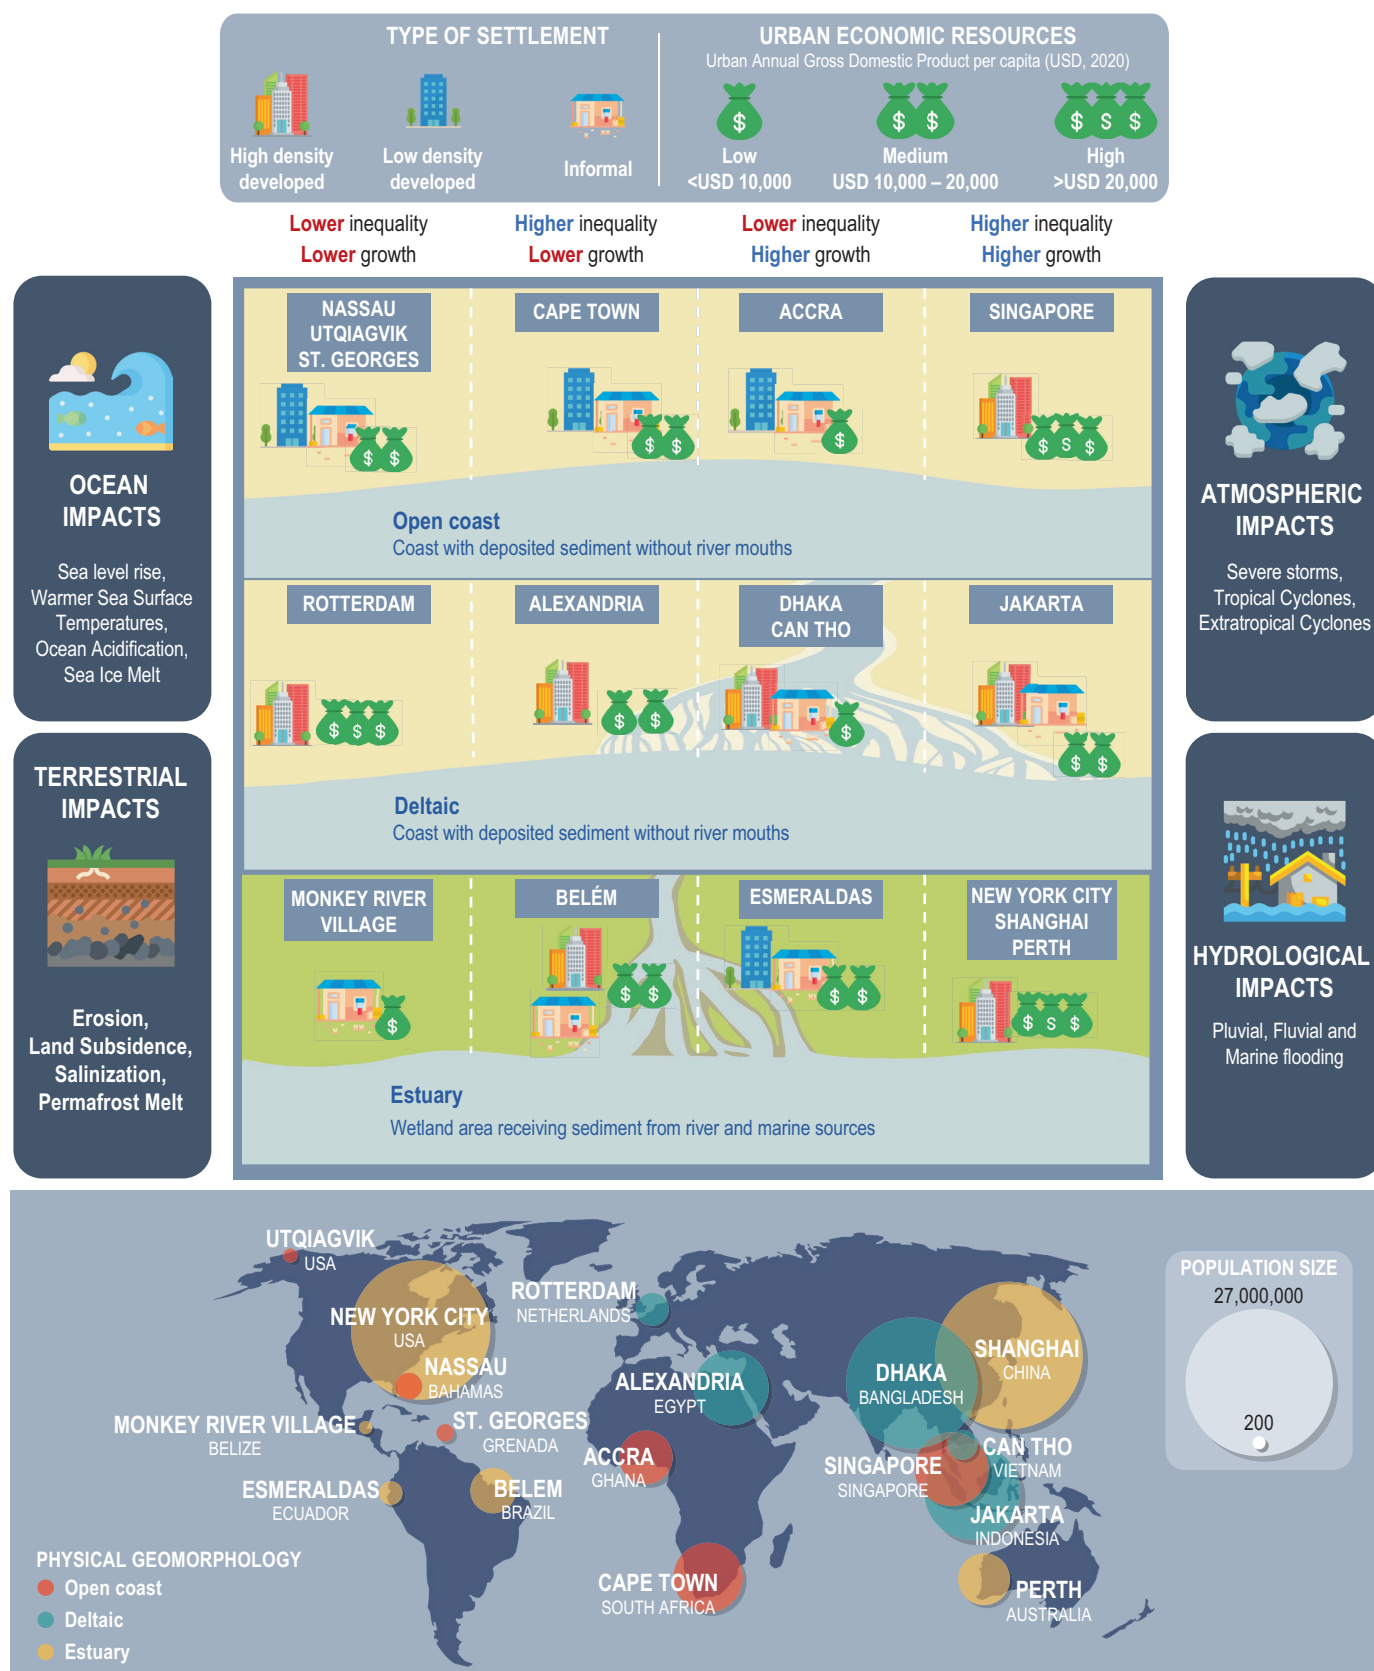 TYPE OF SETTLEMENT
High density
developed
Low density
developed
Informal
URBAN ECONOMIC RESOURCES
Urban Annual Gross Domestic Product per capita (USD, 2020)
$
Low
<USD 10,000
$ $
Medium
USD 10,000 – 20,000
$ S $
High
>USD 20,000
Lower inequality
Lower growth
Higher inequality
Lower growth
Lower inequality
Higher growth
Higher inequality
Higher growth
OCEAN
IMPACTS
Sea level rise,
Warmer Sea Surface
Temperatures,
Ocean Acidification,
Sea Ice Melt
TERRESTRIAL
IMPACTS
Erosion,
Land Subsidence,
Salinization,
Permafrost Melt
NASSAU
UTQIAGVIK
ST. GEORGES
$ $
CAPE TOWN
$ $
ACCRA
$
SINGAPORE
$ S $
Open coast
Coast with deposited sediment without river mouths
ROTTERDAM
$ S $
ALEXANDRIA
$ $
DHAKA
CAN THO
$
JAKARTA
$ $
Deltaic
Coast with deposited sediment without river mouths
MONKEY RIVER
VILLAGE
$
BELÉM
$ $
ESMERALDAS
$ $
NEW YORK CITY
SHANGHAI
PERTH
$ S $
Estuary
Wetland area receiving sediment from river and marine sources
ATMOSPHERIC
IMPACTS
Severe storms,
Tropical Cyclones,
Extratropical Cyclones
HYDROLOGICAL
IMPACTS
Pluvial, Fluvial and
Marine flooding
UTQIAGVIK
USA
NEW YORK CITY
USA
NASSAU
BAHAMAS
MONKEY RIVER VILLAGE
BELIZE
ST. GEORGES
GRENADA
ESMERALDAS
ECUADOR
BELEM
BRAZIL
ROTTERDAM
NETHERLANDS
ALEXANDRIA
EGYPT
ACCRA
GHANA
CAPE TOWN
SOUTH AFRICA
DHAKA
BANGLADESH
SHANGHAI
CHINA
CAN THO
VIETNAM
SINGAPORE
SINGAPORE
JAKARTA
INDONESIA
PERTH
AUSTRALIA
POPULATION SIZE
27,000,000
200
PHYSICAL GEOMORPHOLOGY
Open coast
Deltaic
Estuary